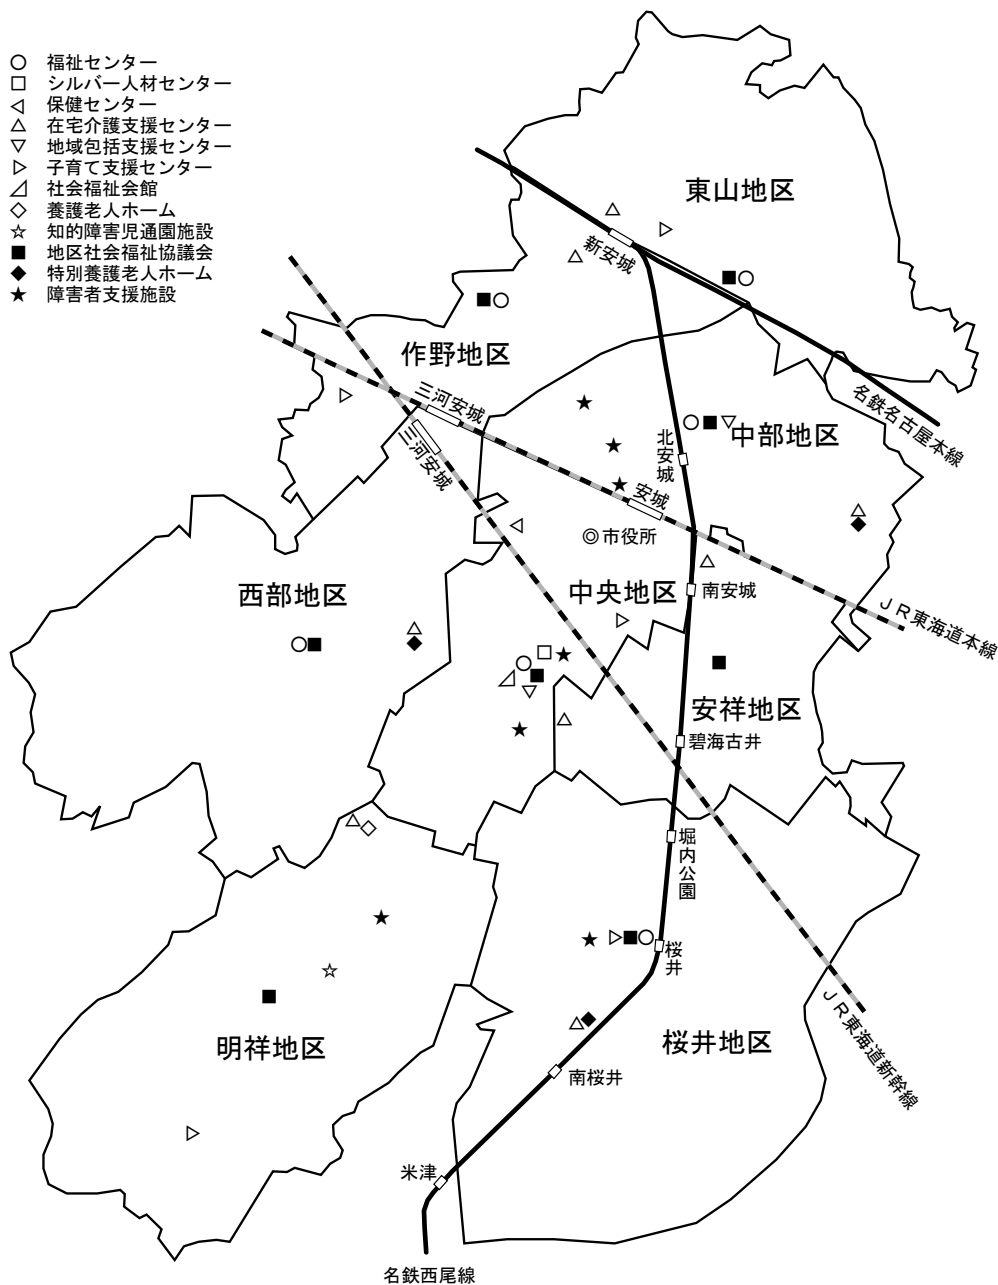 福祉センター
シルバー人材センター
保健センター
在宅介護支援センター
地域包括支援センター
子育て支援センター
社会福祉会館
養護老人ホーム
知的障害児通園施設
地区社会福祉協議会
特別養護老人ホーム
障害者支援施設
東山地区
新安城
作野地区
三河安城
三河安城
名鉄名古屋本線
中部地区
北安城
安城
市役所
西部地区
中央地区
南安城
JR東海道本線
安祥地区
碧海古井
堀内公園
桜井
JR東海道新幹線
明祥地区
桜井地区
南桜井
米津
名鉄西尾線